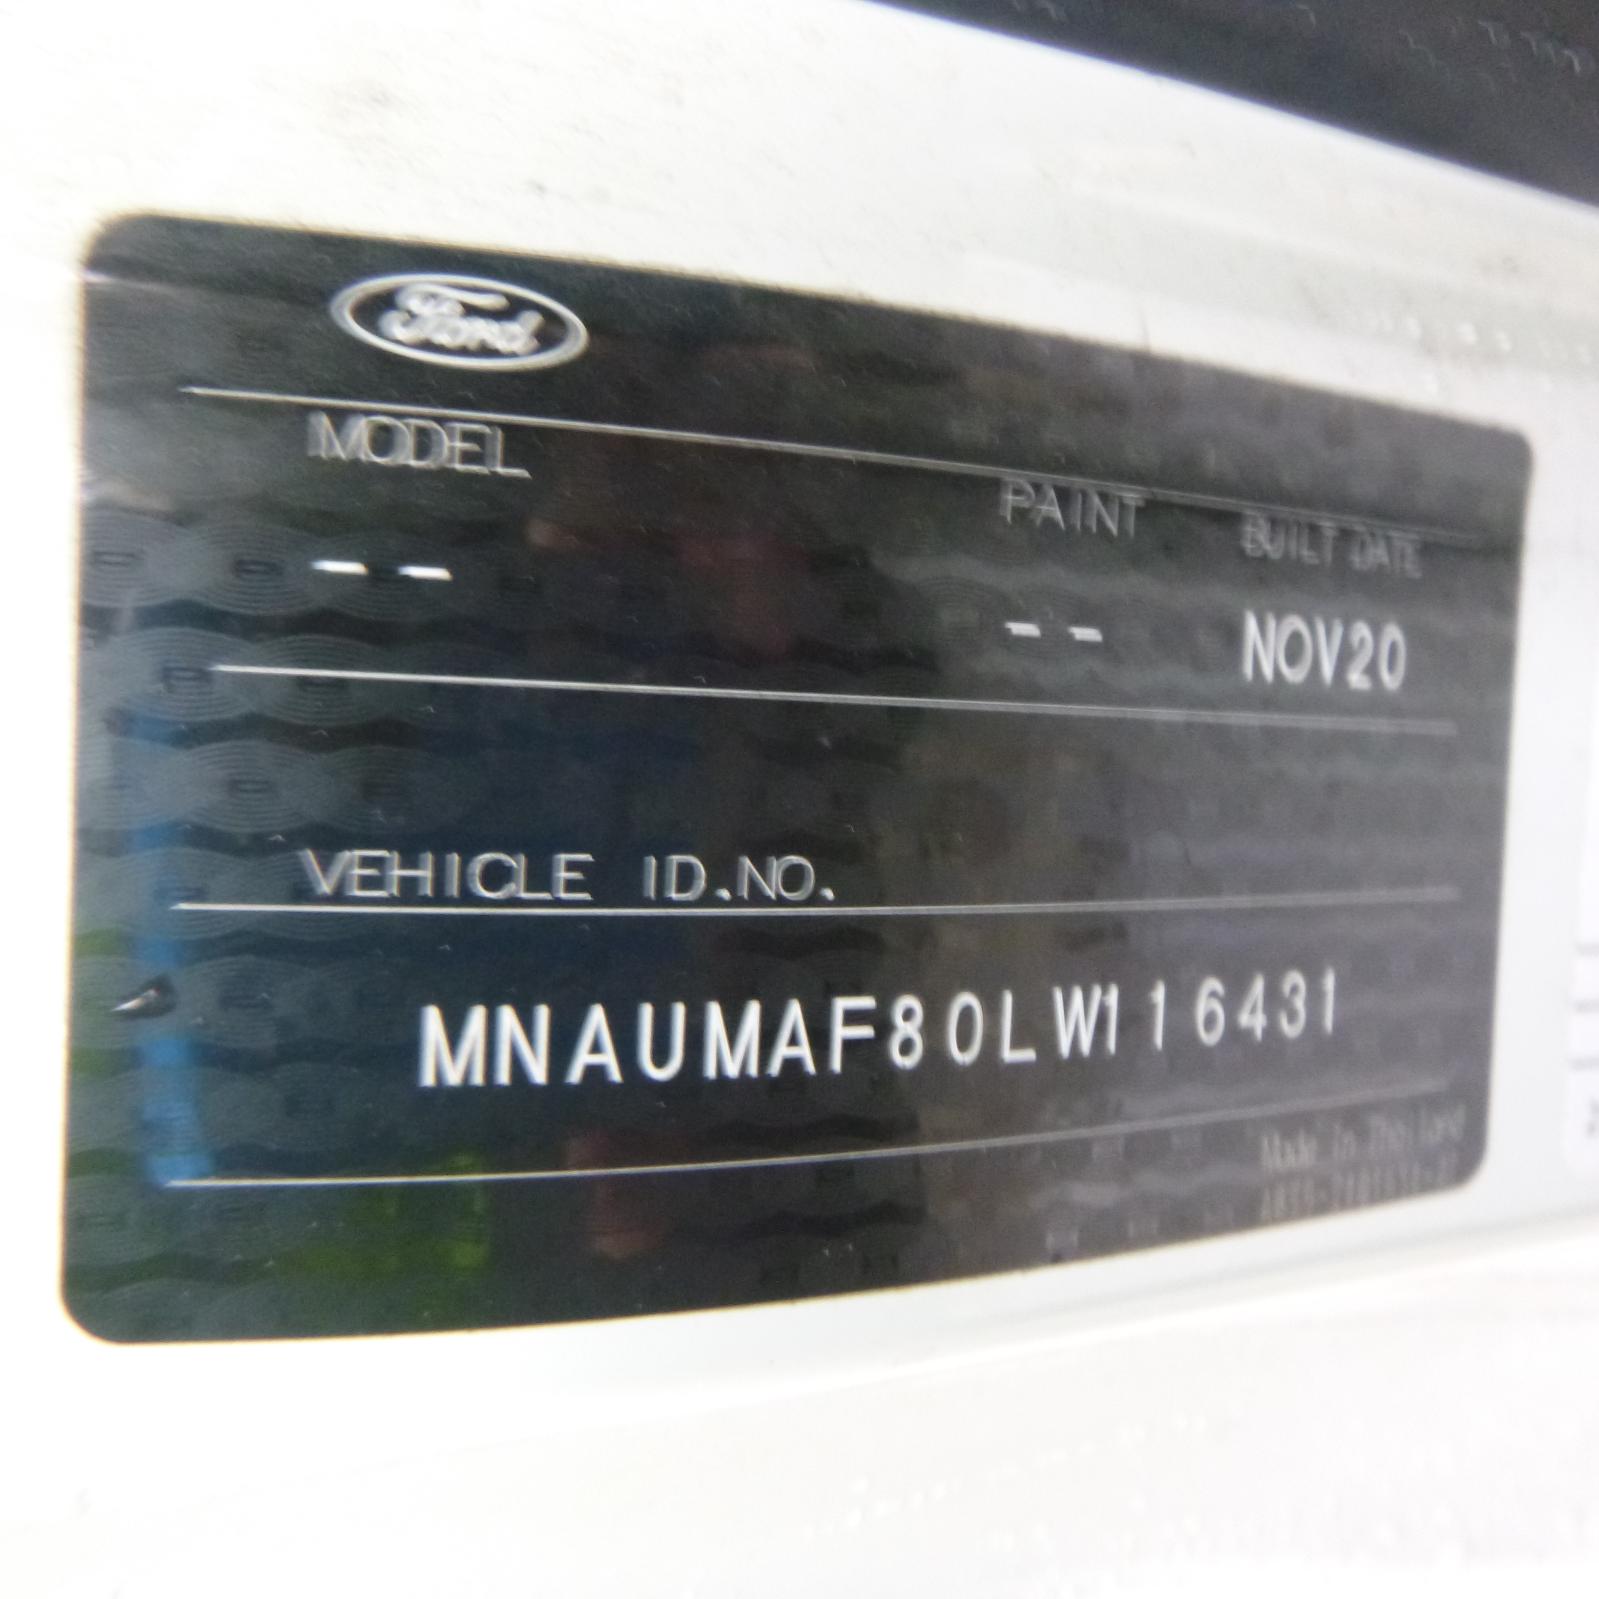 Ford
MODEL PAINT BUILT DATE
-- -- NOV20
VEHICLE ID.NO.
MNAUMAF80LW116431
Made in Thailand